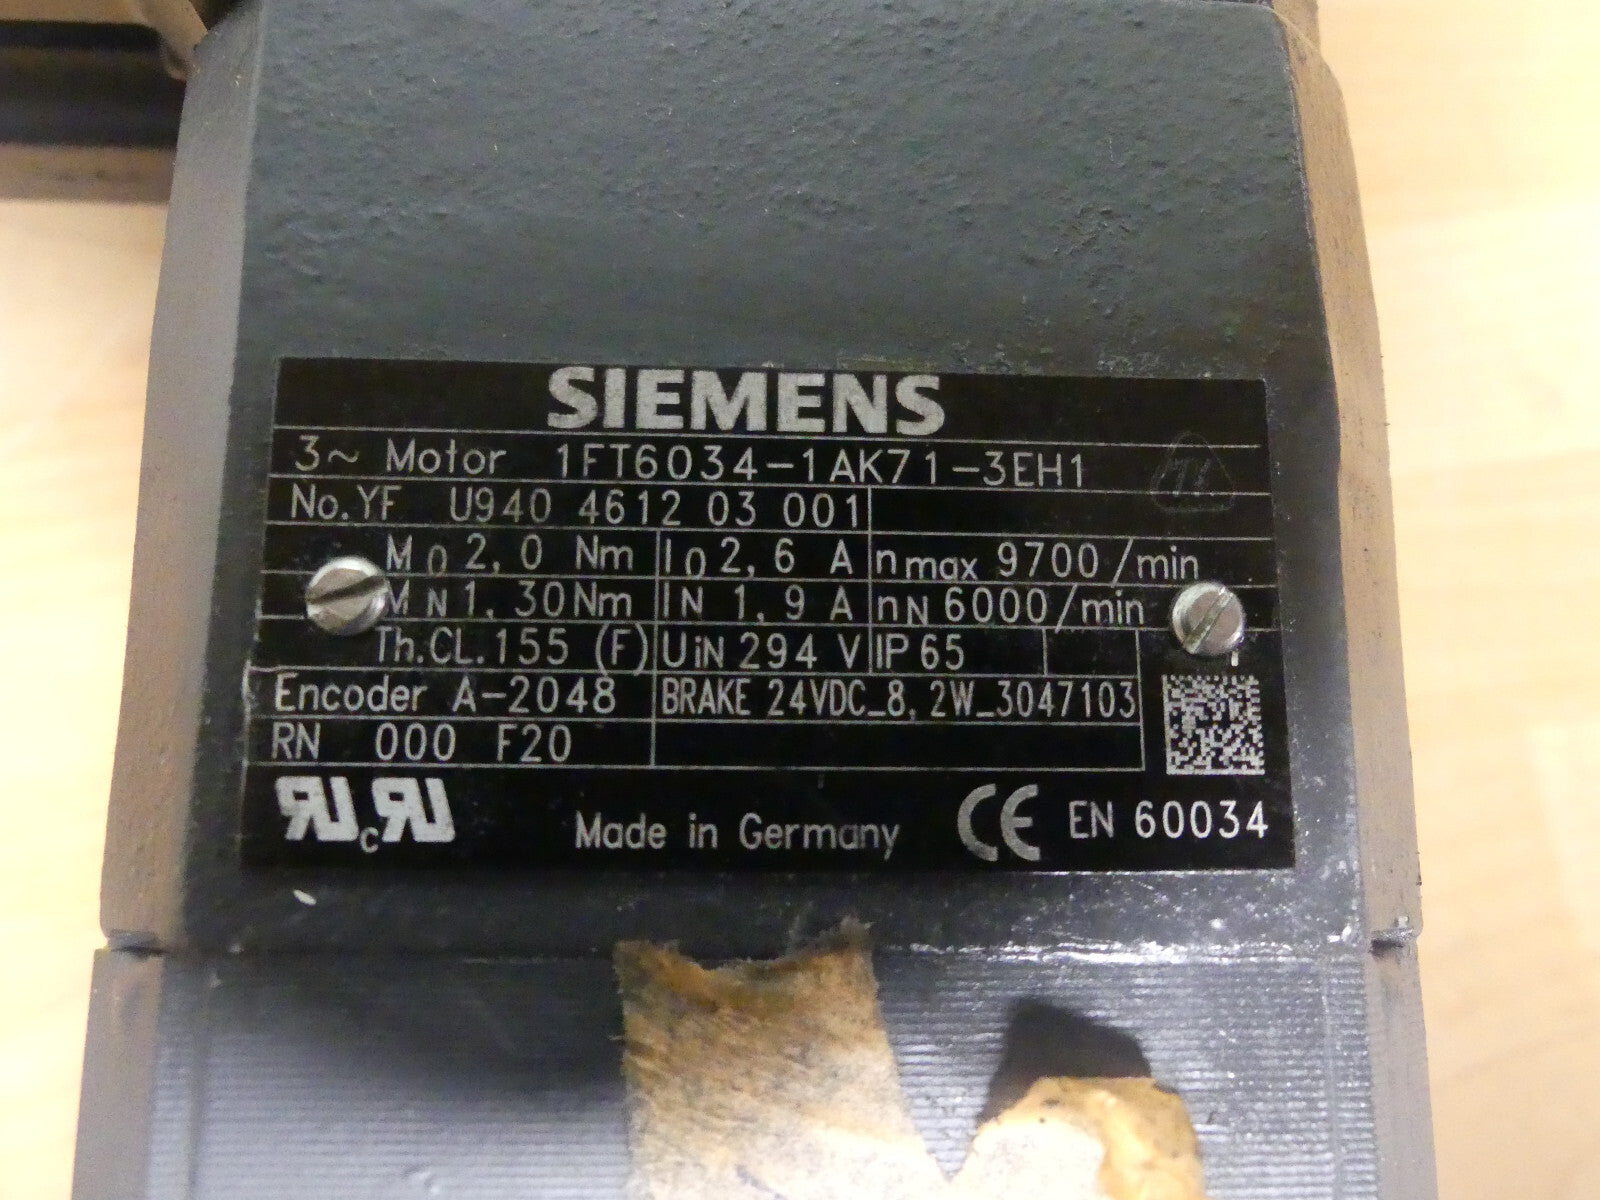 SIEMENS
3~ Motor 1FT6034-1AK71-3EH1
No.YF U940 4612 03 001
M0 2,0 Nm I0 2,6 A nmax 9700/min
MN 1,30Nm IN 1,9 A nN 6000/min
Th.CL.155 (F) UiN 294 V IP65
Encoder A-2048 BRAKE 24VDC_8,2W_3047103
RN 000 F20
RU cRU Made in Germany CE EN 60034